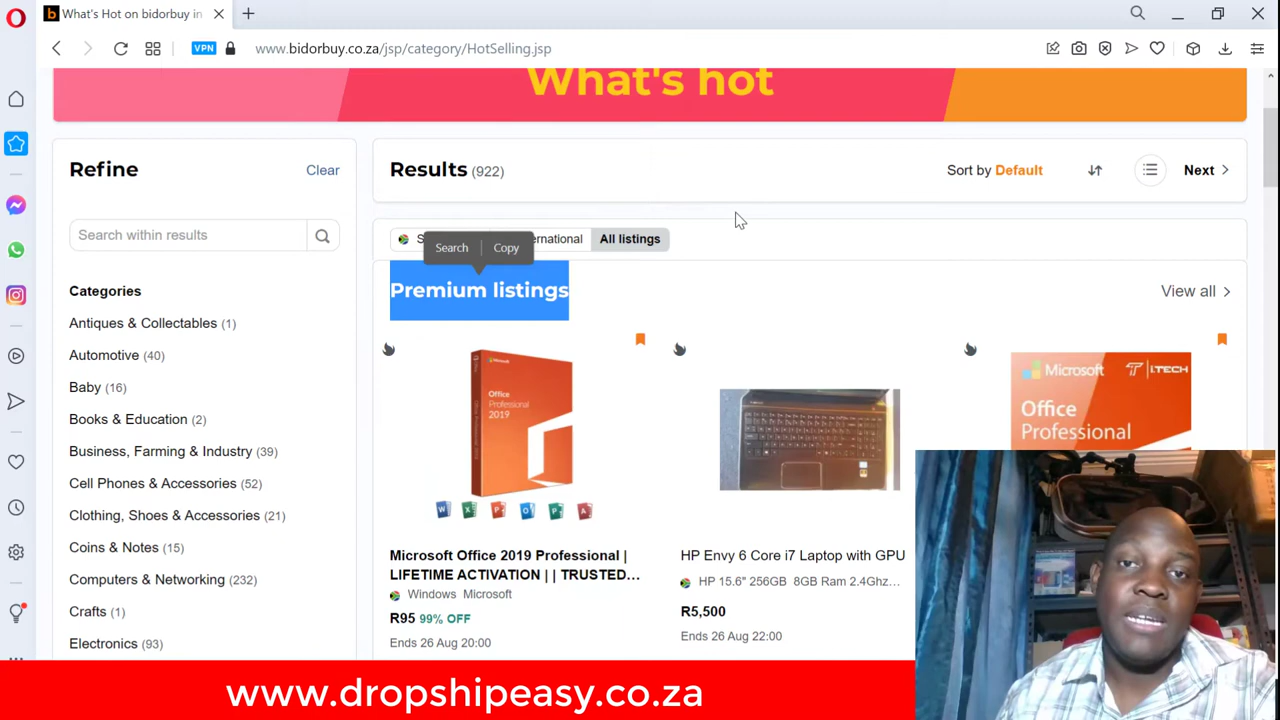 What's Hot on bidorbuy in
VPN
www.bidorbuy.co.za/jsp/category/HotSelling.jsp
What's hot
Refine
Clear
Search within results
Categories
Antiques & Collectables (1)
Automotive (40)
Baby (16)
Books & Education (2)
Business, Farming & Industry (39)
Cell Phones & Accessories (52)
Clothing, Shoes & Accessories (21)
Coins & Notes (15)
Computers & Networking (232)
Crafts (1)
Electronics (93)
Results (922)
Sort by Default
Next
All listings
Search
Copy
Premium listings
View all
Microsoft
Office
Professional
2019
Microsoft Office 2019 Professional |
LIFETIME ACTIVATION | | TRUSTED...
Windows Microsoft
R95 99% OFF
Ends 26 Aug 20:00
HP Envy 6 Core i7 Laptop with GPU
HP 15.6" 256GB 8GB Ram 2.4Ghz...
R5,500
Ends 26 Aug 22:00
Microsoft
I.TECH
Office
Professional
www.dropshipeasy.co.za